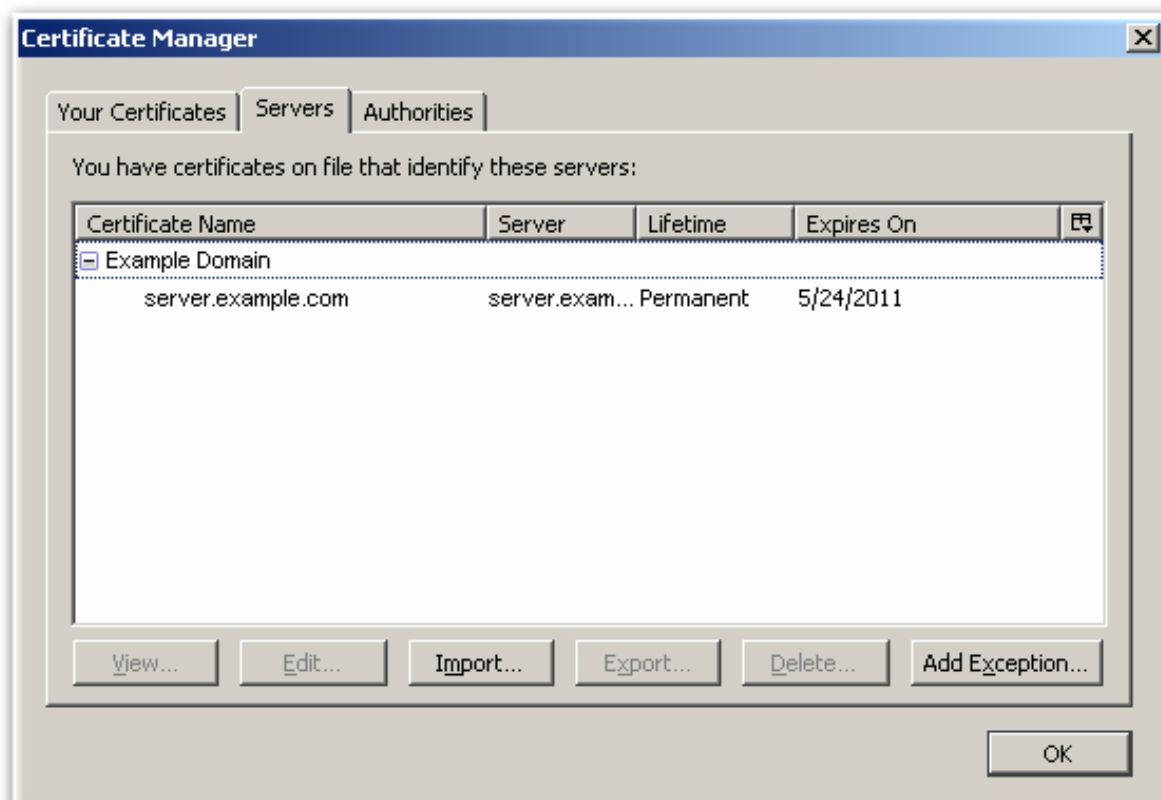 Certificate Manager
Your Certificates Servers Authorities
You have certificates on file that identify these servers:
Certificate Name Server Lifetime Expires On
Example Domain
server.example.com server.exam... Permanent 5/24/2011
View... Edit... Import... Export... Delete... Add Exception...
OK